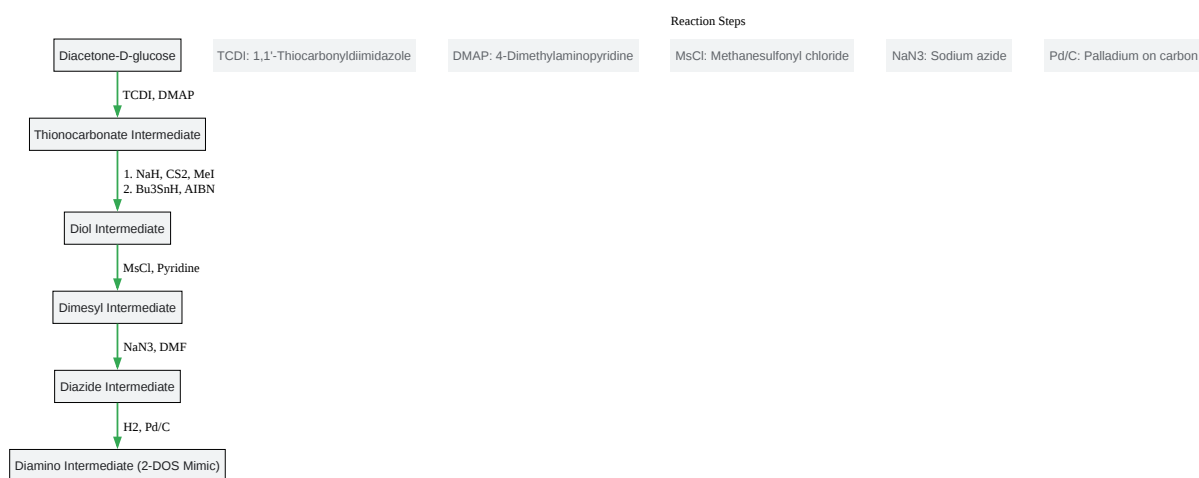 Reaction Steps
Diacetone-D-glucose
TCDI: 1,1'-Thiocarbonyldiimidazole
DMAP: 4-Dimethylaminopyridine
MsCl: Methanesulfonyl chloride
NaN3: Sodium azide
Pd/C: Palladium on carbon
TCDI, DMAP
Thionocarbonate Intermediate
1. NaH, CS2, MeI
2. Bu3SnH, AIBN
Diol Intermediate
MsCl, Pyridine
Dimesyl Intermediate
NaN3, DMF
Diazide Intermediate
H2, Pd/C
Diamino Intermediate (2-DOS Mimic)